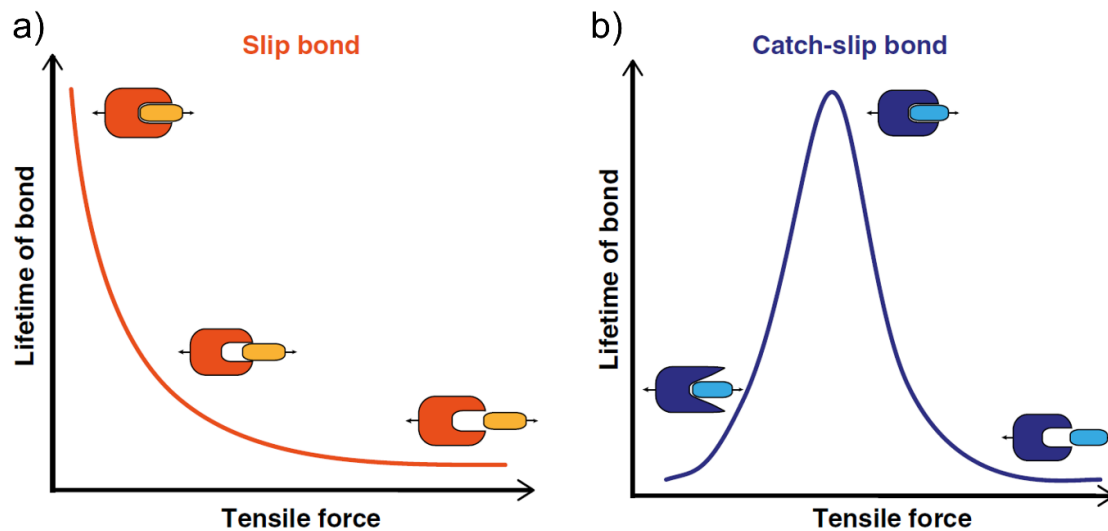 a)
Slip bond
Lifetime of bond
Tensile force
b)
Catch-slip bond
Lifetime of bond
Tensile force